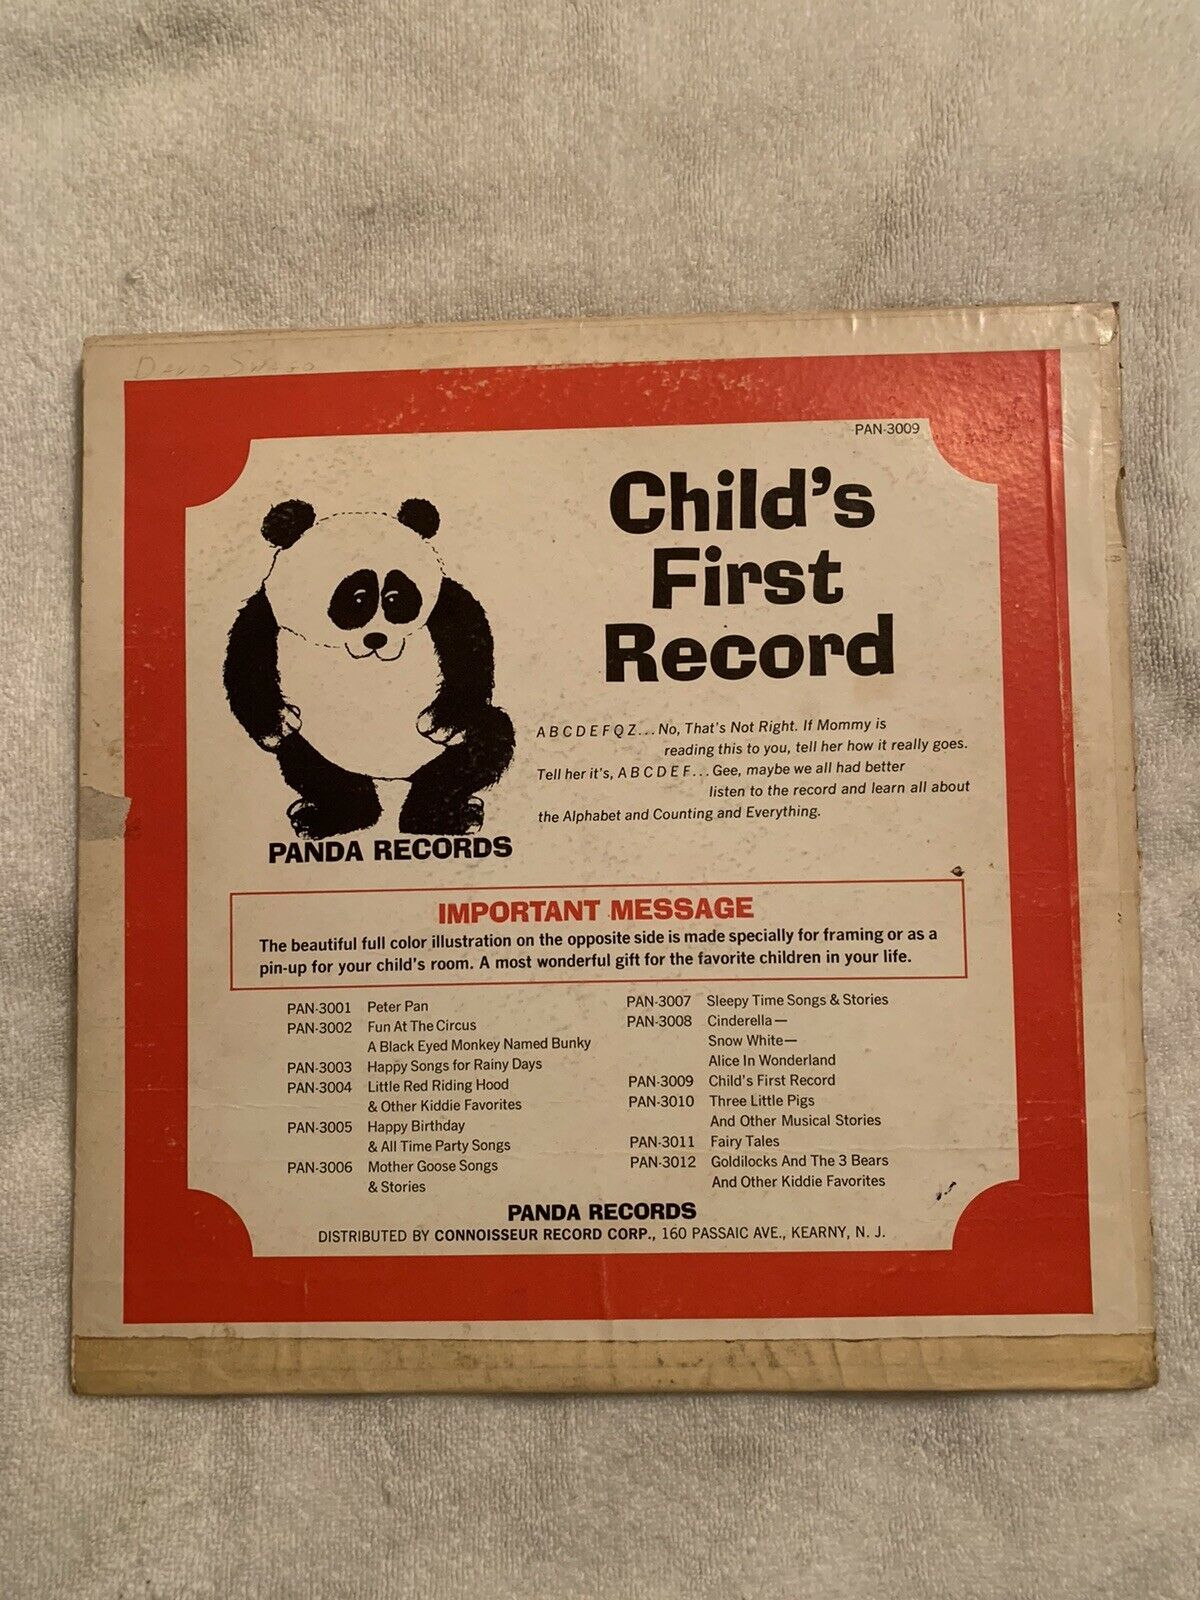 PAN-3009
Child's
First
Record
A B C D E F Q Z... No, That's Not Right. If Mommy is
reading this to you, tell her how it really goes.
Tell her it's, A B C D E F... Gee, maybe we all had better
listen to the record and learn all about
the Alphabet and Counting and Everything.
PANDA RECORDS
IMPORTANT MESSAGE
The beautiful full color illustration on the opposite side is made specially for framing or as a
pin-up for your child's room. A most wonderful gift for the favorite children in your life.
PAN-3001 Peter Pan
PAN-3002 Fun At The Circus
A Black Eyed Monkey Named Bunky
PAN-3003 Happy Songs for Rainy Days
PAN-3004 Little Red Riding Hood
& Other Kiddie Favorites
PAN-3005 Happy Birthday
& All Time Party Songs
PAN-3006 Mother Goose Songs
& Stories
PAN-3007 Sleepy Time Songs & Stories
PAN-3008 Cinderella—
Snow White—
Alice In Wonderland
PAN-3009 Child's First Record
PAN-3010 Three Little Pigs
And Other Musical Stories
PAN-3011 Fairy Tales
PAN-3012 Goldilocks And The 3 Bears
And Other Kiddie Favorites
PANDA RECORDS
DISTRIBUTED BY CONNOISSEUR RECORD CORP., 160 PASSAIC AVE., KEARNY, N. J.